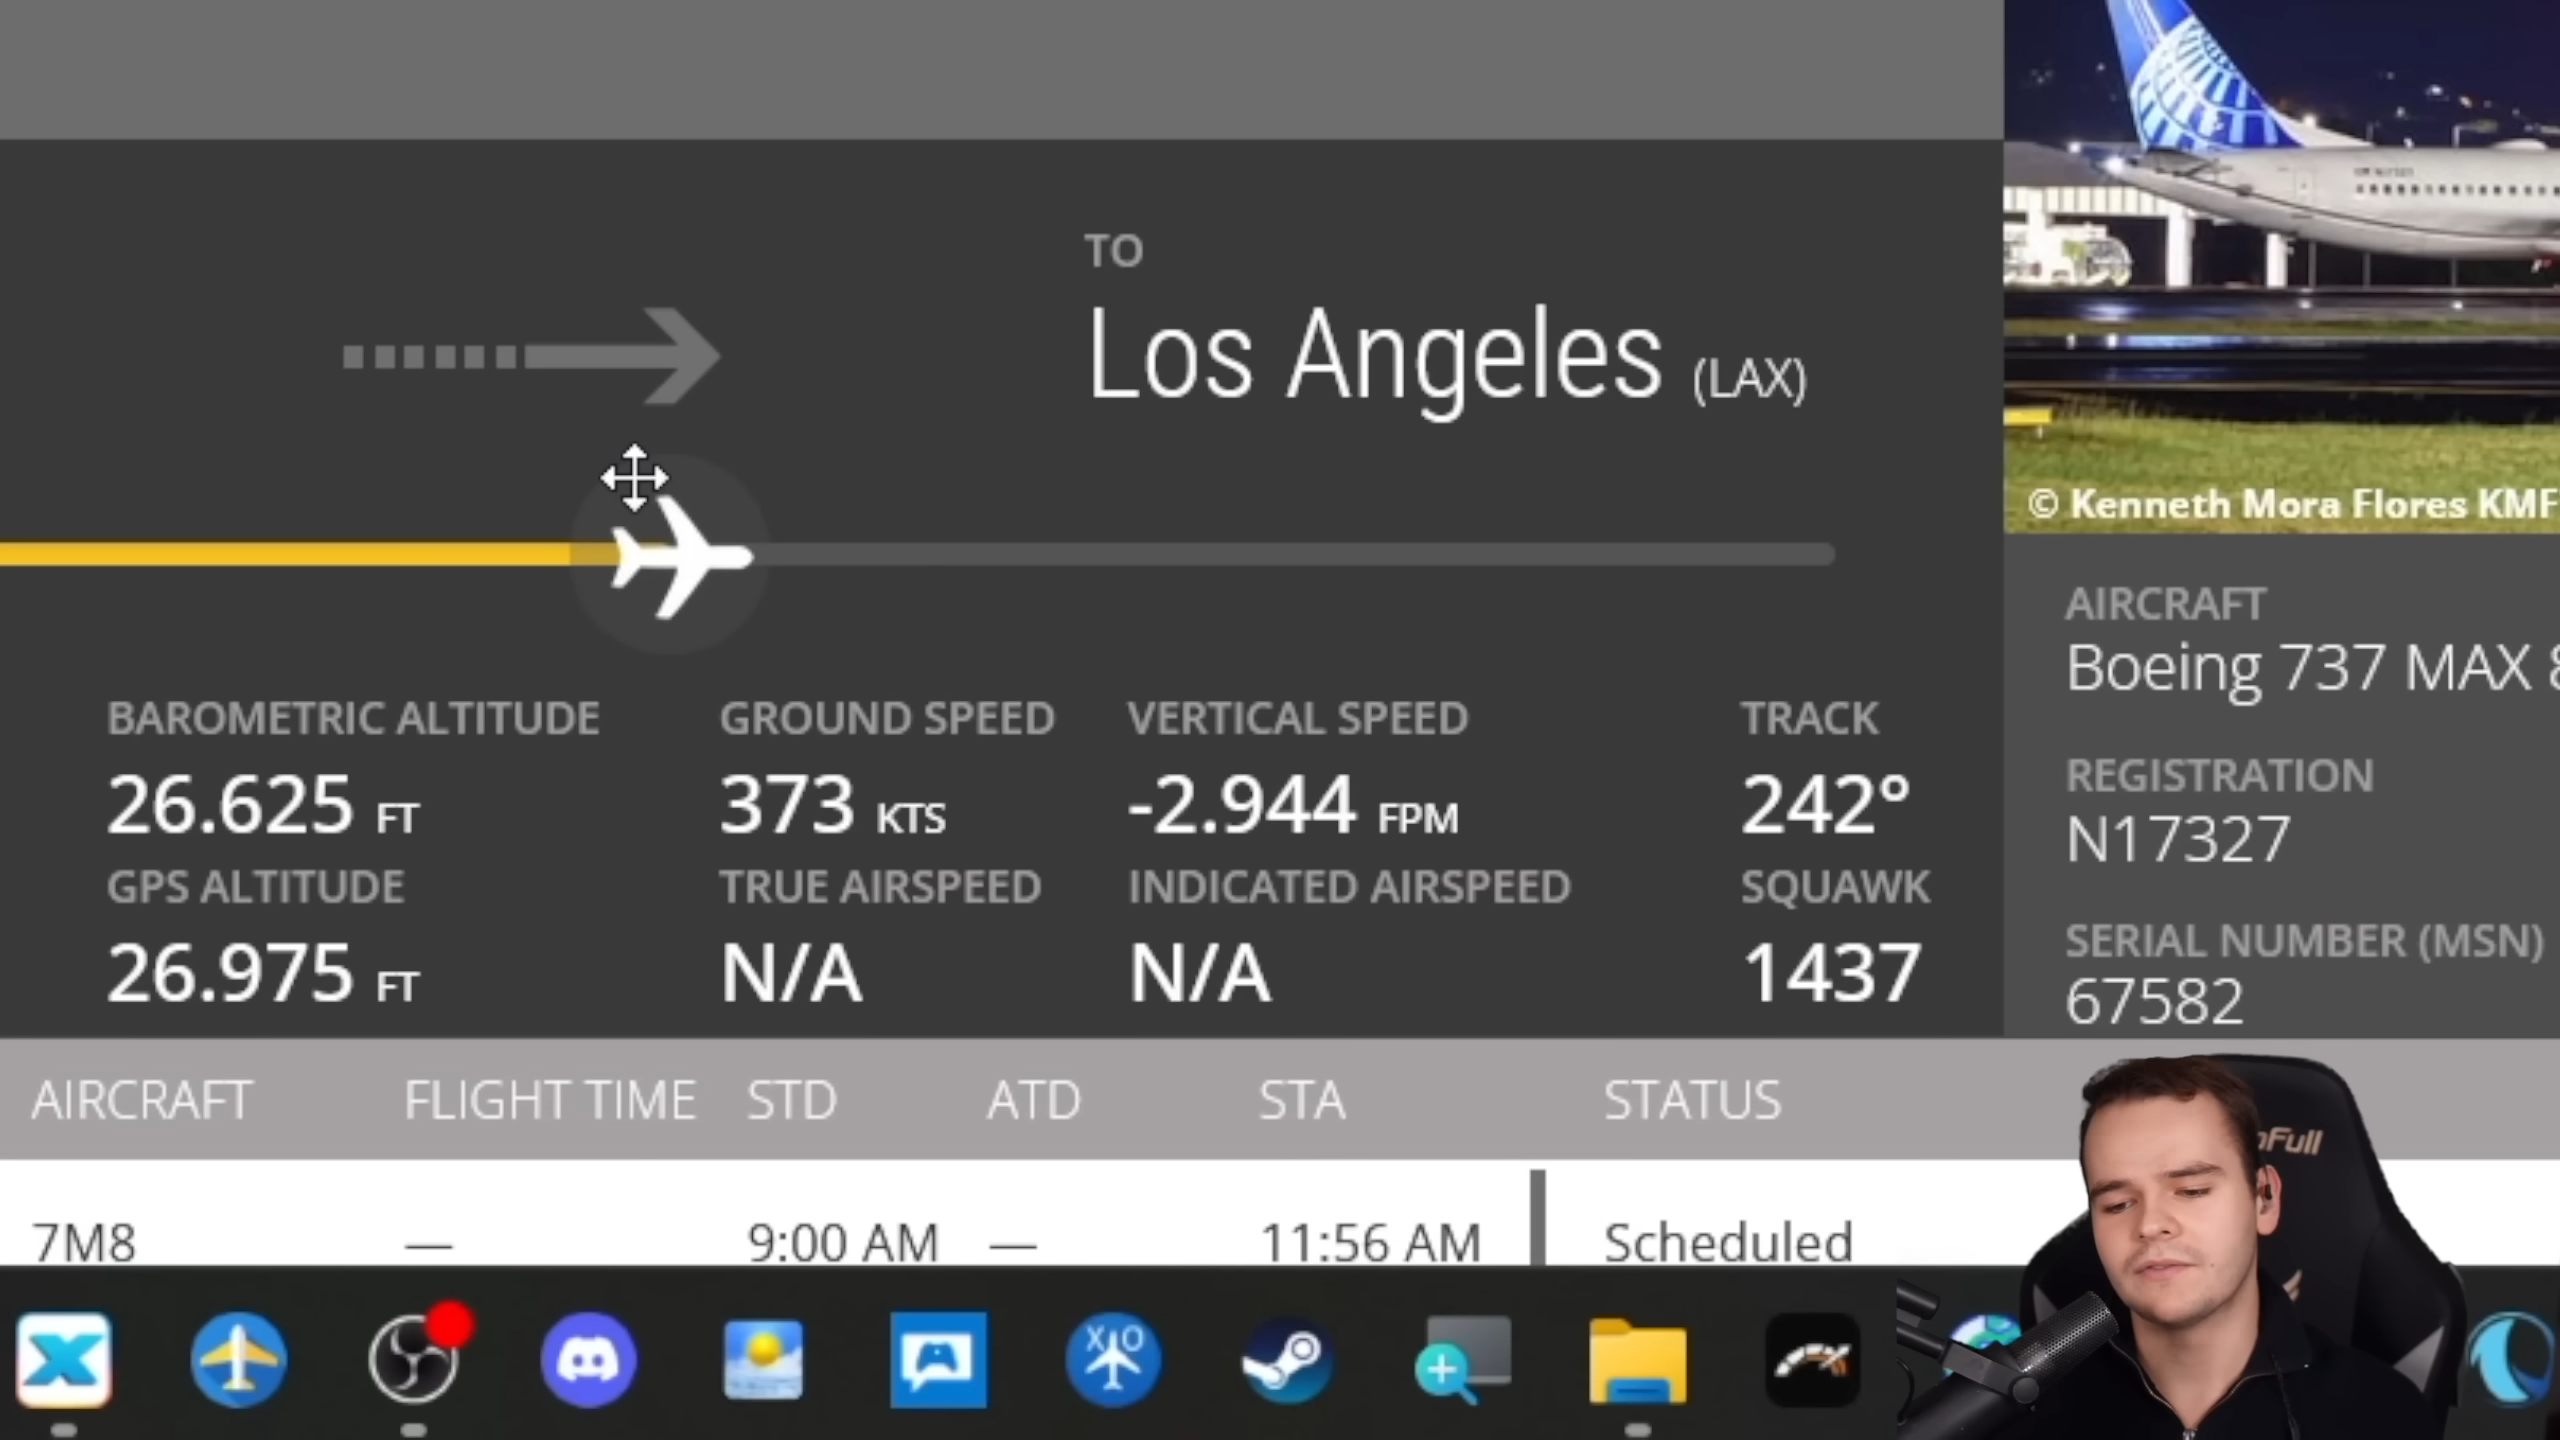 TO
Los Angeles (LAX)
© Kenneth Mora Flores KMF
BAROMETRIC ALTITUDE
26.625 FT
GROUND SPEED
373 KTS
VERTICAL SPEED
-2.944 FPM
TRACK
242°
GPS ALTITUDE
26.975 FT
TRUE AIRSPEED
N/A
INDICATED AIRSPEED
N/A
SQUAWK
1437
AIRCRAFT
Boeing 737 MAX 8
REGISTRATION
N17327
SERIAL NUMBER (MSN)
67582
AIRCRAFT FLIGHT TIME STD ATD STA STATUS
7M8 — 9:00 AM — 11:56 AM Scheduled
X
XO